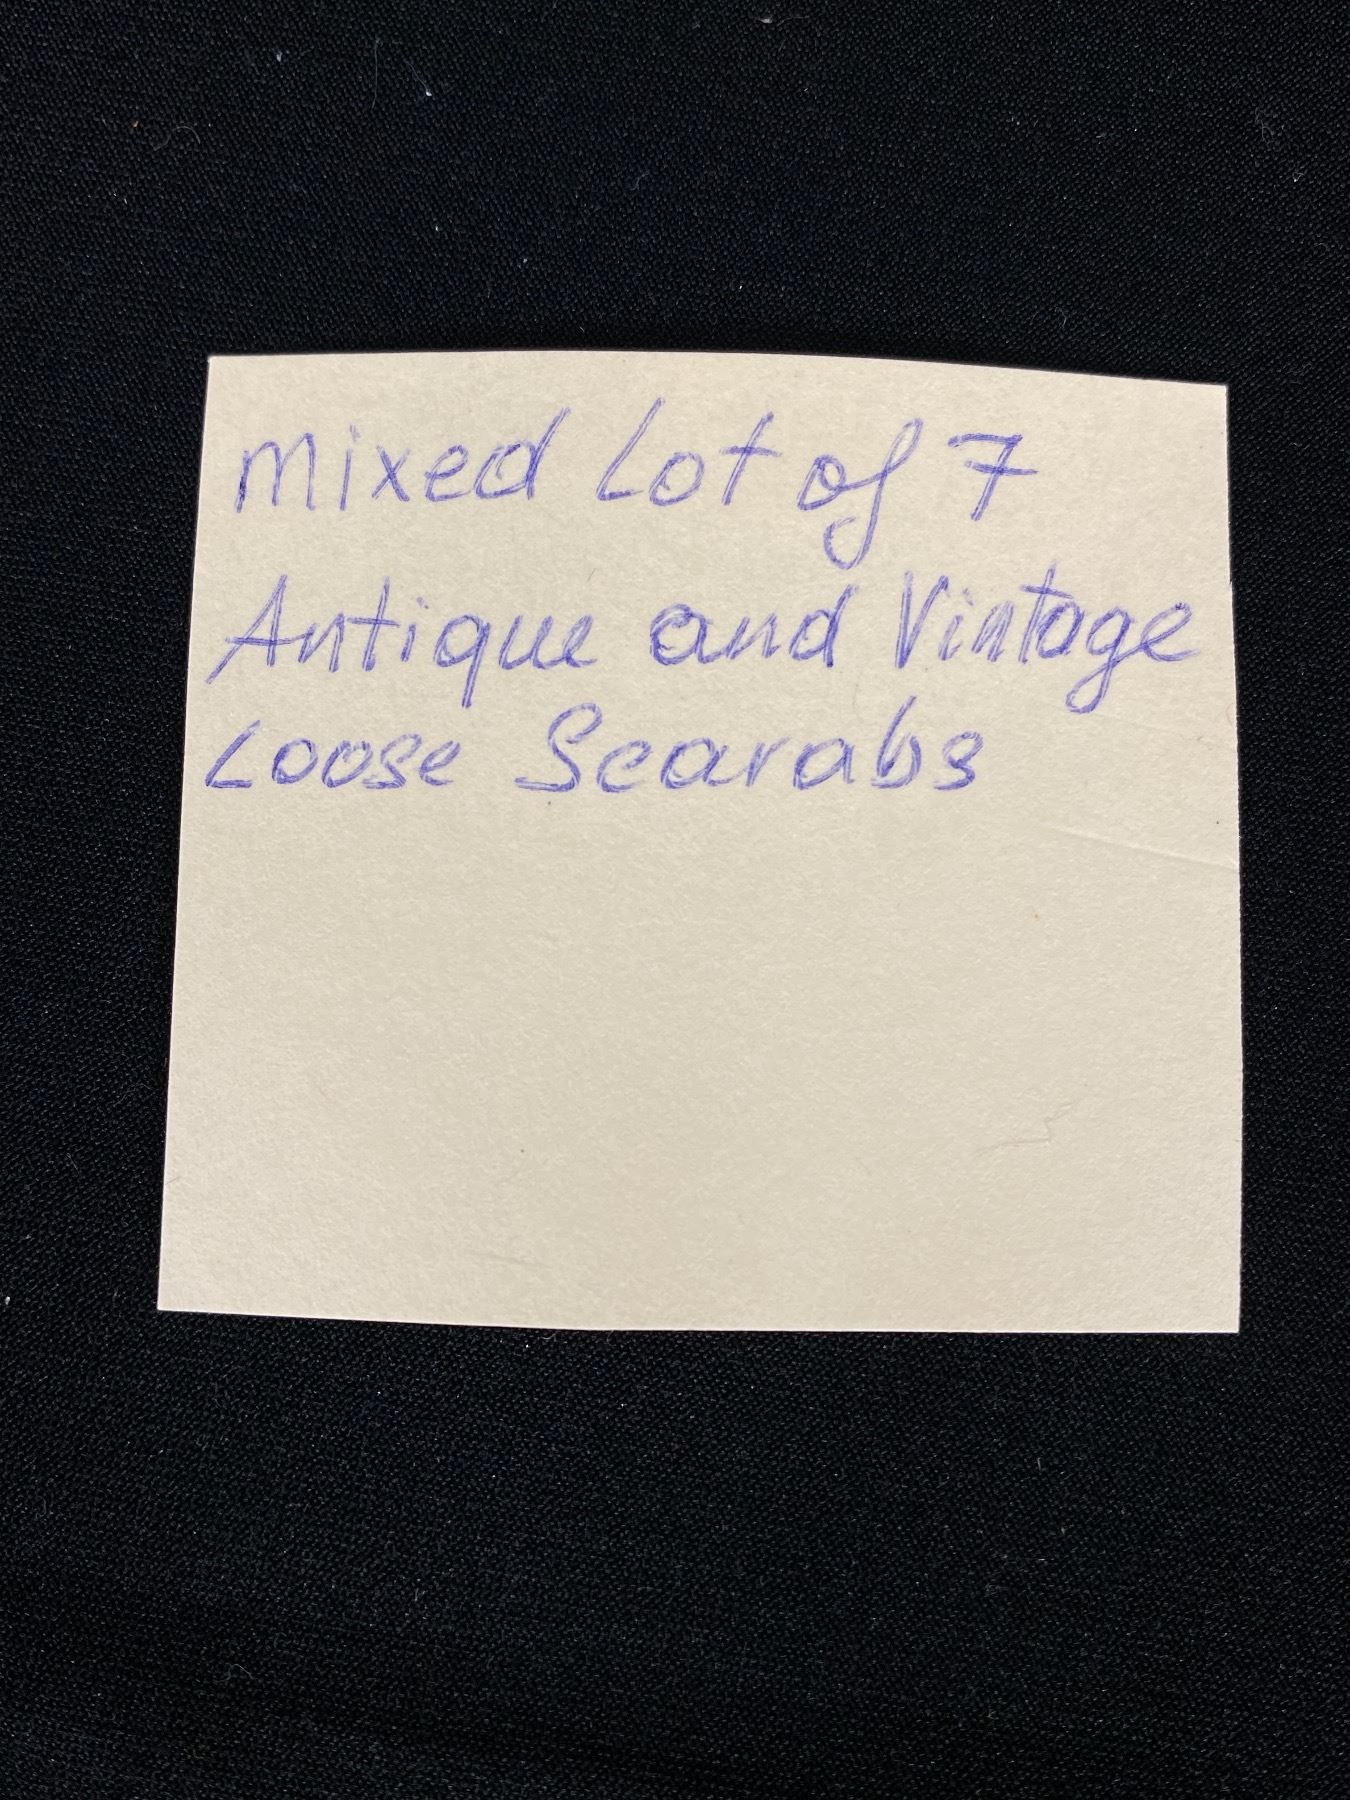 Mixed Lot of 7
Antique and Vintage
Loose Scarabs